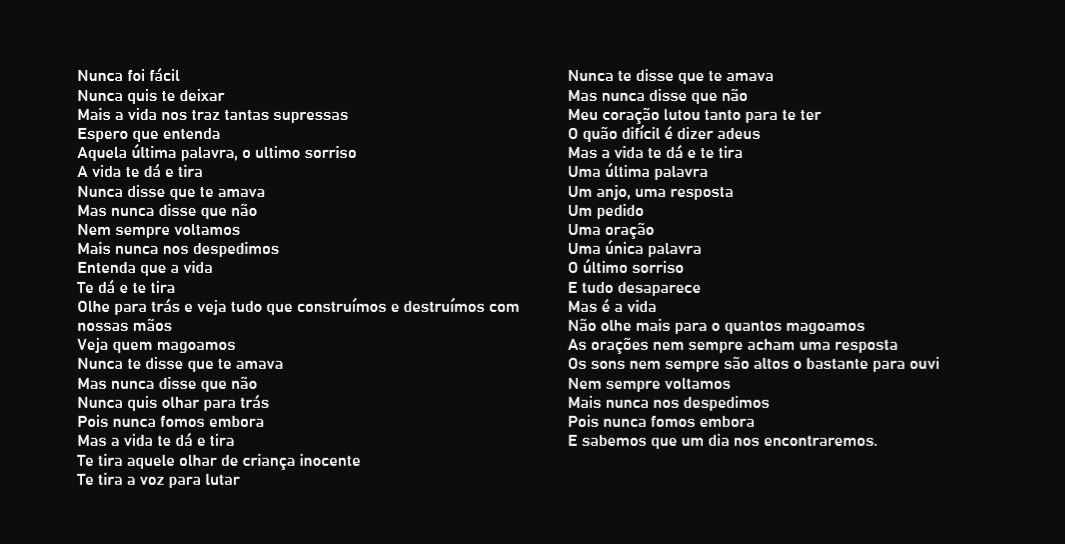 Nunca foi fácil
Nunca quis te deixar
Mais a vida nos traz tantas supressas
Espero que entenda
Aquela última palavra, o ultimo sorriso
A vida te dá e tira
Nunca disse que te amava
Mas nunca disse que não
Nem sempre voltamos
Mais nunca nos despedimos
Entenda que a vida
Te dá e te tira
Olhe para trás e veja tudo que construímos e destruímos com
nossas mãos
Veja quem magoamos
Nunca te disse que te amava
Mas nunca disse que não
Nunca quis olhar para trás
Pois nunca fomos embora
Mas a vida te dá e tira
Te tira aquele olhar de criança inocente
Te tira a voz para lutar
Nunca te disse que te amava
Mas nunca disse que não
Meu coração lutou tanto para te ter
O quão difícil é dizer adeus
Mas a vida te dá e te tira
Uma última palavra
Um anjo, uma resposta
Um pedido
Uma oração
Uma única palavra
O último sorriso
E tudo desaparece
Mas é a vida
Não olhe mais para o quantos magoamos
As orações nem sempre acham uma resposta
Os sons nem sempre são altos o bastante para ouvi
Nem sempre voltamos
Mais nunca nos despedimos
Pois nunca fomos embora
E sabemos que um dia nos encontraremos.